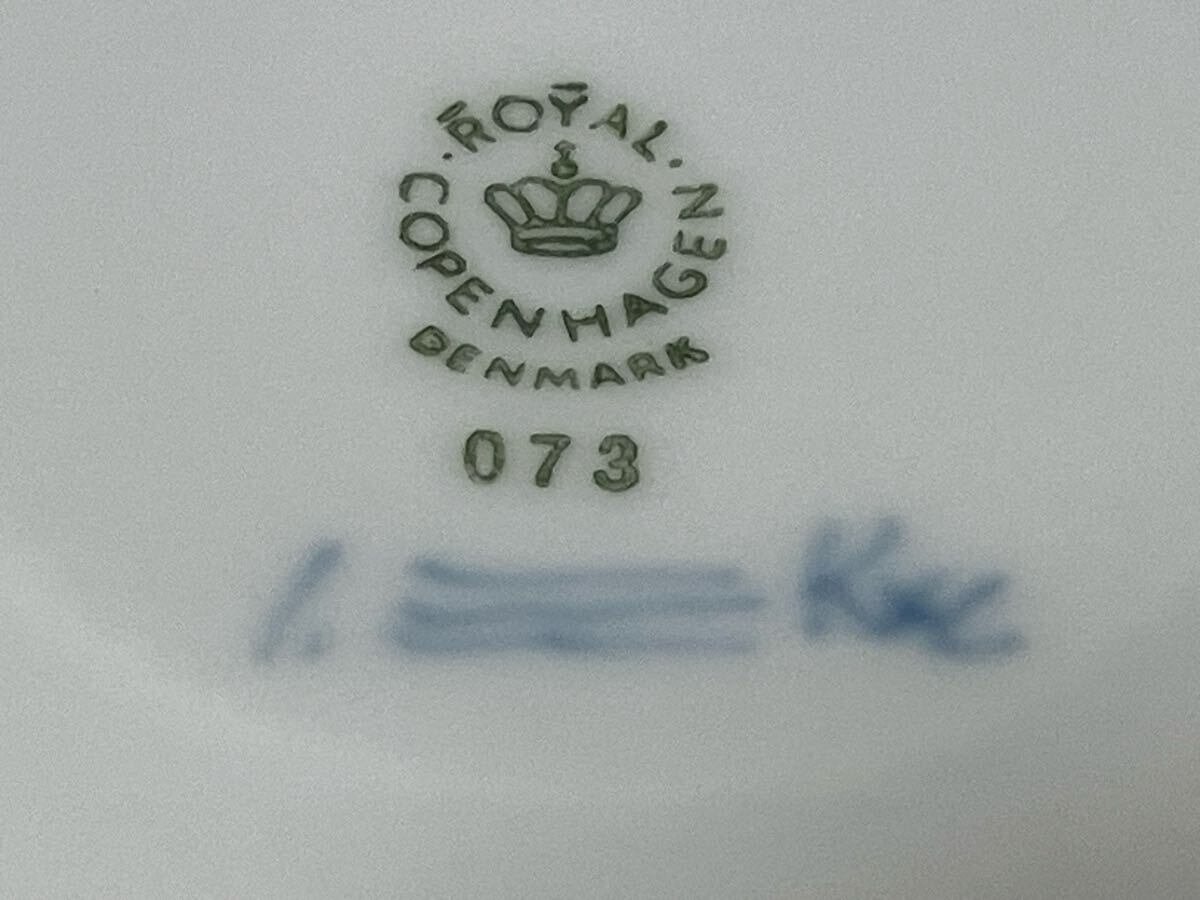 ROYAL
COPENHAGEN
DENMARK
073